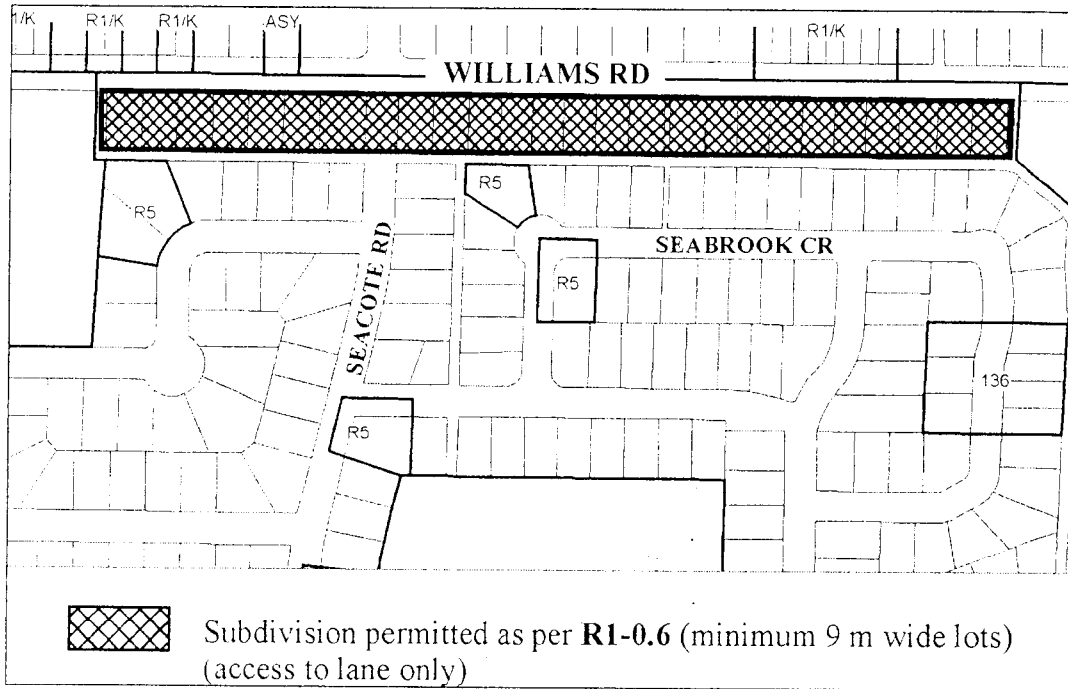 1/K R1/K R1/K ASY R1/K
WILLIAMS RD
R5
R5
SEACOTE RD
SEABROOK CR
R5
136
R5
Subdivision permitted as per R1-0.6 (minimum 9 m wide lots)
(access to lane only)